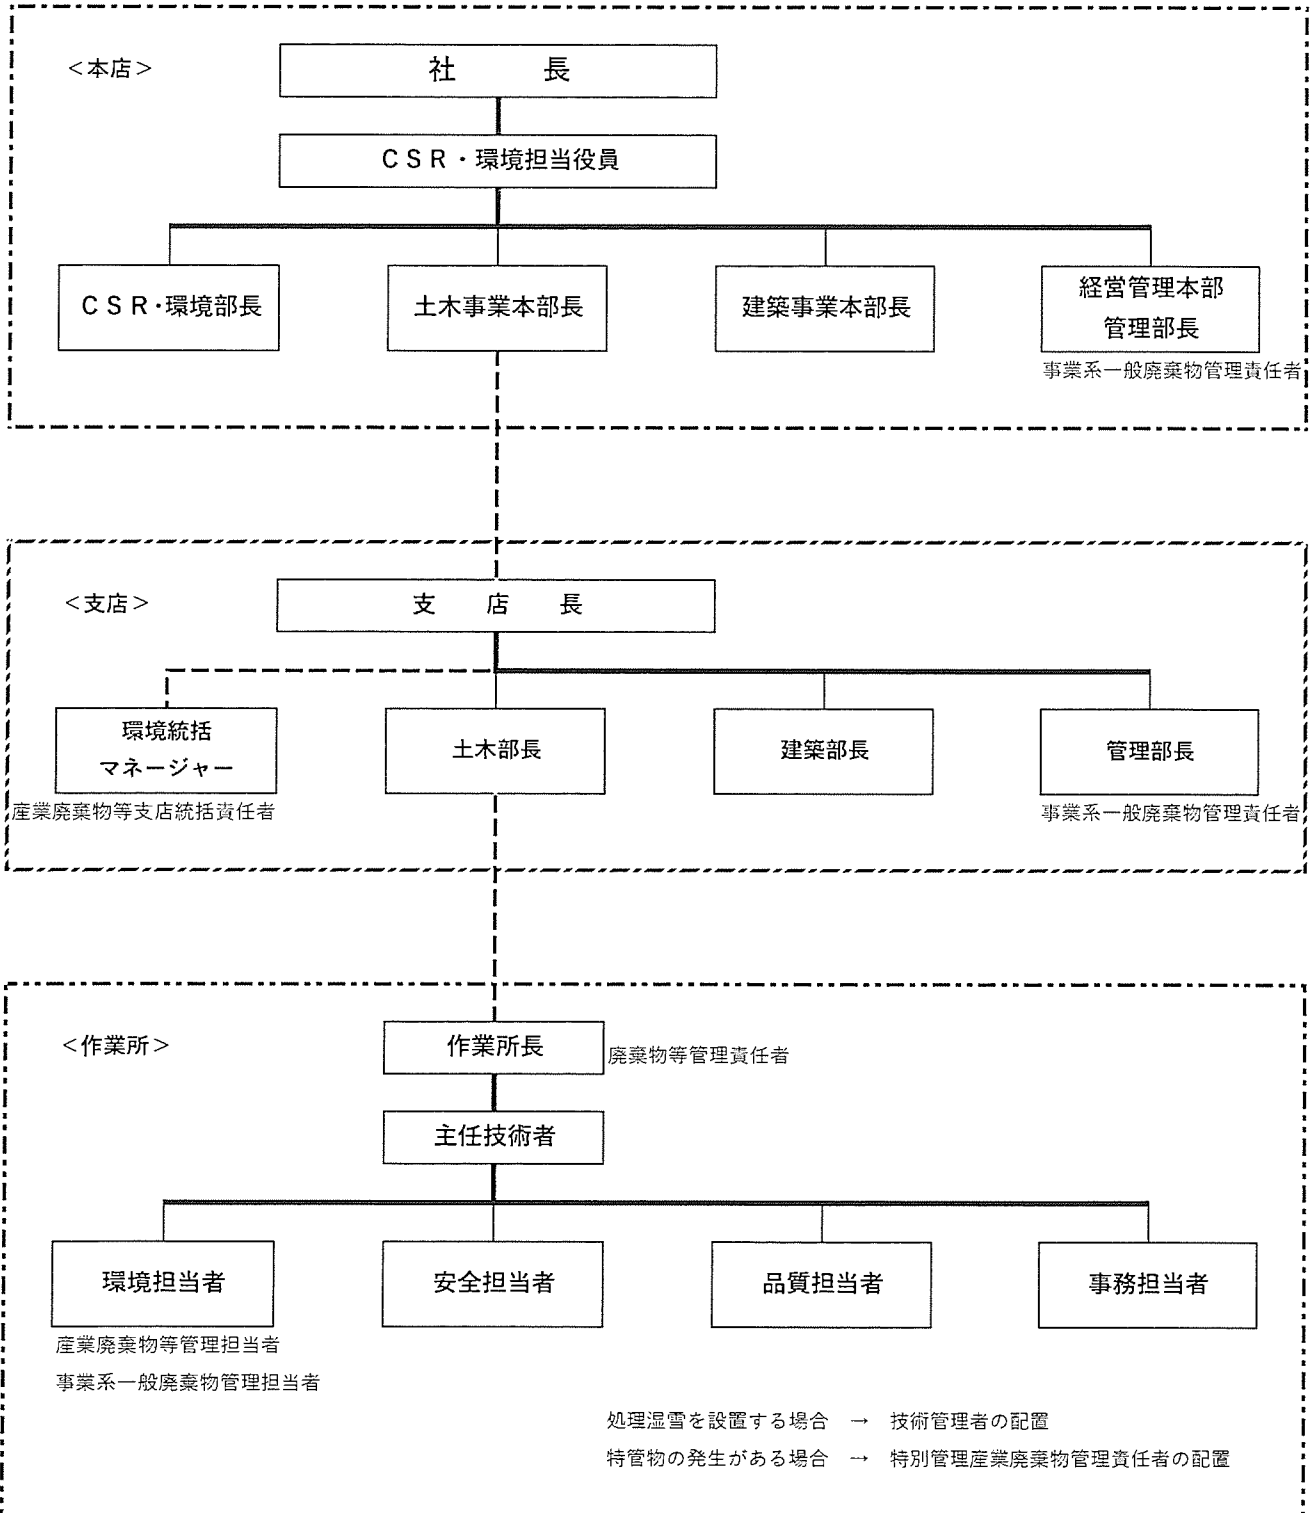 ＜本店＞
社　長
ＣＳＲ・環境担当役員
ＣＳＲ・環境部長
土木事業本部長
建築事業本部長
経営管理本部
管理部長
事業系一般廃棄物管理責任者
＜支店＞
支　店　長
環境統括
マネージャー
産業廃棄物等支店統括責任者
土木部長
建築部長
管理部長
事業系一般廃棄物管理責任者
＜作業所＞
作業所長
廃棄物等管理責任者
主任技術者
環境担当者
産業廃棄物等管理担当者
事業系一般廃棄物管理担当者
安全担当者
品質担当者
事務担当者
処理湿雪を設置する場合　→　技術管理者の配置
特管物の発生がある場合　→　特別管理産業廃棄物管理責任者の配置